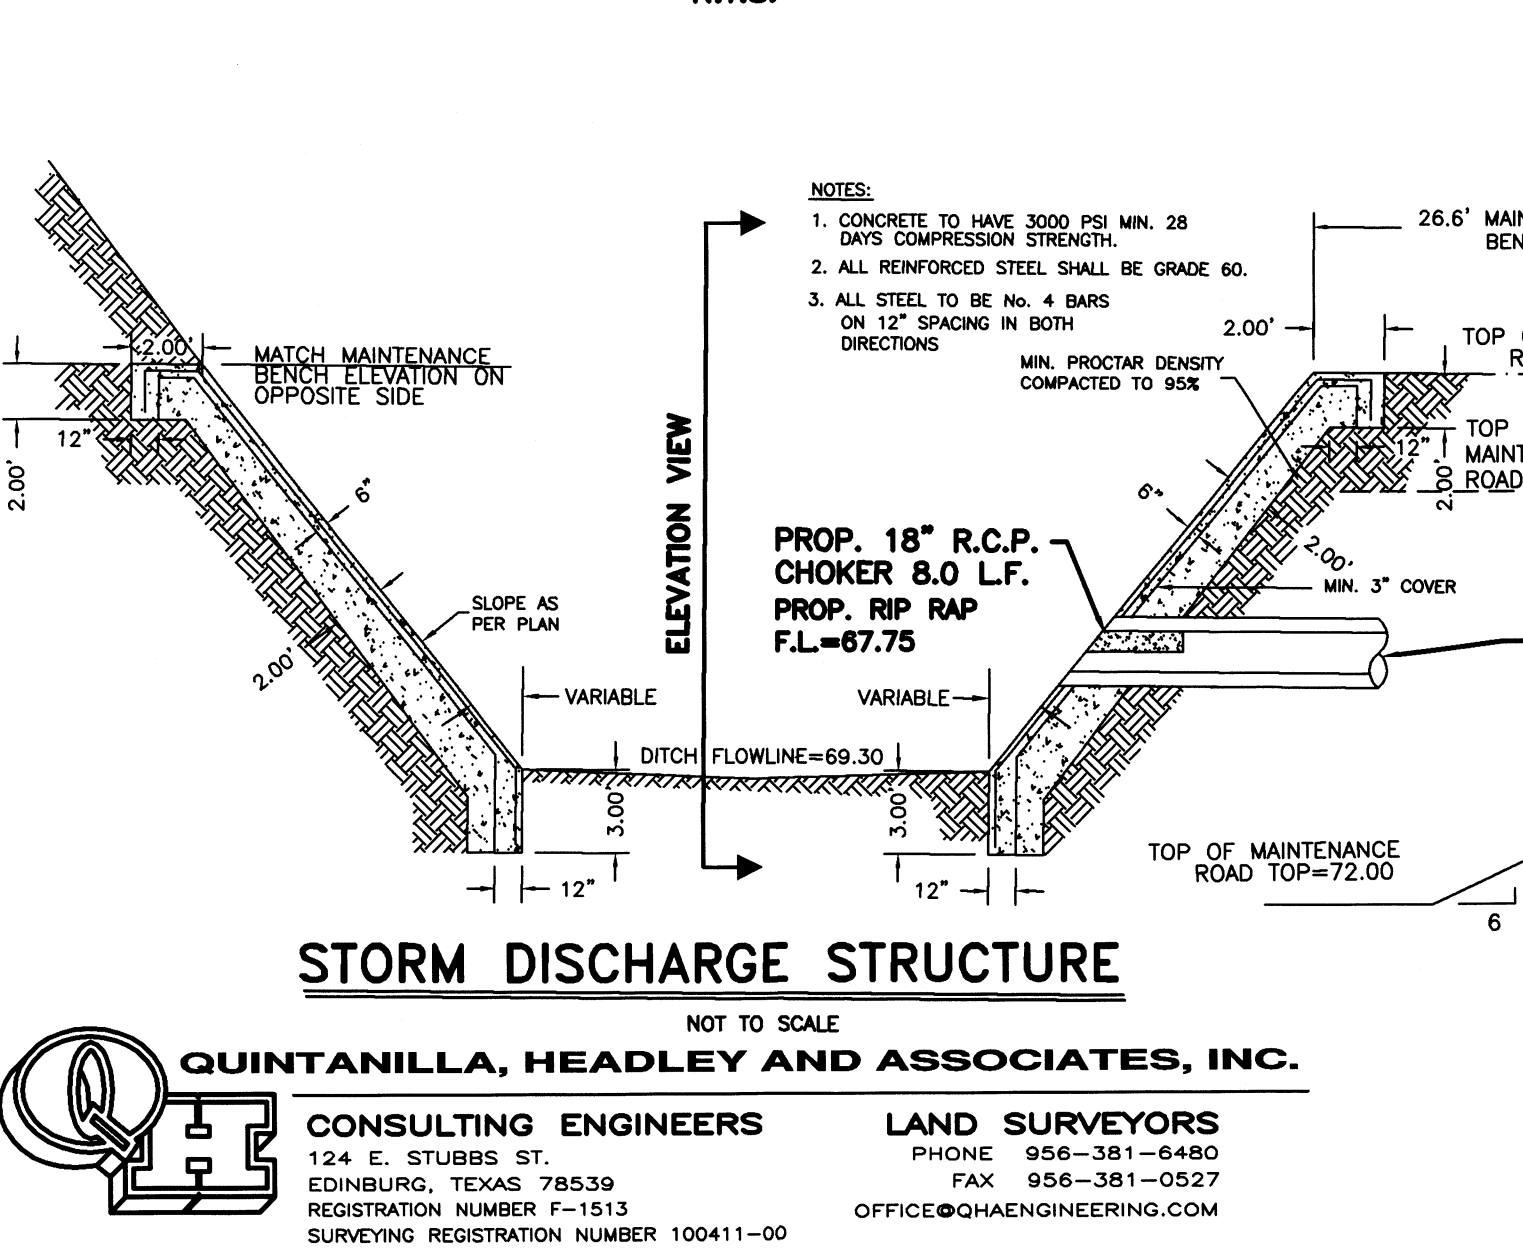 NOTES:
1. CONCRETE TO HAVE 3000 PSI MIN. 28
DAYS COMPRESSION STRENGTH.
2. ALL REINFORCED STEEL SHALL BE GRADE 60.
3. ALL STEEL TO BE No. 4 BARS
ON 12" SPACING IN BOTH
DIRECTIONS
26.6'
2.00'
TOP
MIN. PROCTAR DENSITY
COMPACTED TO 95%
2.00'
MATCH MAINTENANCE
BENCH ELEVATION ON
OPPOSITE SIDE
12"
2.00'
6"
ELEVATION VIEW
6"
TOP
12"
ROAD
2.00'
PROP. 18" R.C.P.
CHOKER 8.0 L.F.
PROP. RIP RAP
F.L.=67.75
2.00'
MIN. 3" COVER
SLOPE AS
PER PLAN
2.00'
VARIABLE
VARIABLE
DITCH FLOWLINE=69.30
3.00'
3.00'
12"
12"
TOP OF MAINTENANCE
ROAD TOP=72.00
6
STORM DISCHARGE STRUCTURE
NOT TO SCALE
QH
QUINTANILLA, HEADLEY AND ASSOCIATES, INC.
CONSULTING ENGINEERS
124 E. STUBBS ST.
EDINBURG, TEXAS 78539
REGISTRATION NUMBER F-1513
SURVEYING REGISTRATION NUMBER 100411-00
LAND SURVEYORS
PHONE 956-381-6480
FAX 956-381-0527
OFFICE@QHAENGINEERING.COM